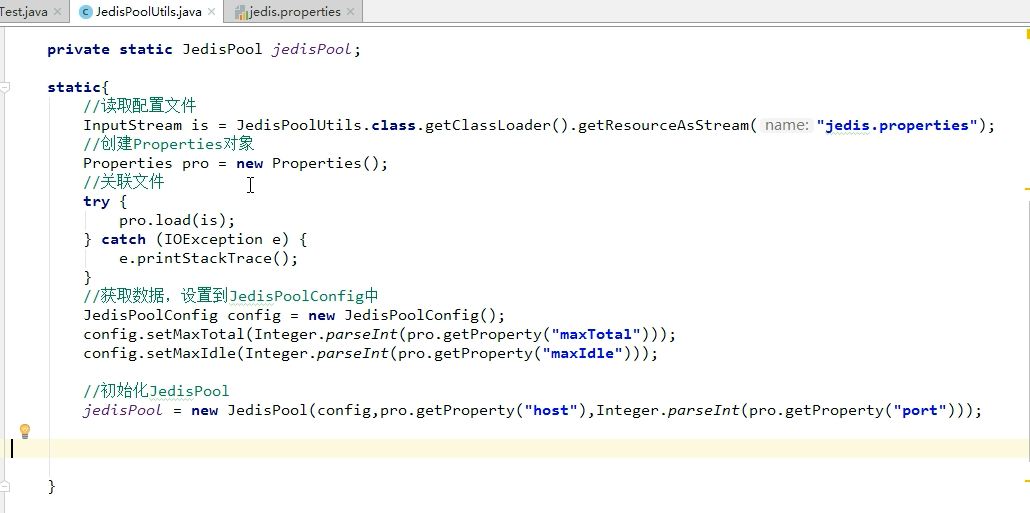 Test.java JedisPoolUtils.java jedis.properties
private static JedisPool jedisPool;
static{
//读取配置文件
InputStream is = JedisPoolUtils.class.getClassLoader().getResourceAsStream( name: "jedis.properties");
//创建Properties对象
Properties pro = new Properties();
//关联文件
try {
pro.load(is);
} catch (IOException e) {
e.printStackTrace();
}
//获取数据，设置到JedisPoolConfig中
JedisPoolConfig config = new JedisPoolConfig();
config.setMaxTotal(Integer.parseInt(pro.getProperty("maxTotal")));
config.setMaxIdle(Integer.parseInt(pro.getProperty("maxIdle")));
//初始化JedisPool
jedisPool = new JedisPool(config,pro.getProperty("host"),Integer.parseInt(pro.getProperty("port")));
}